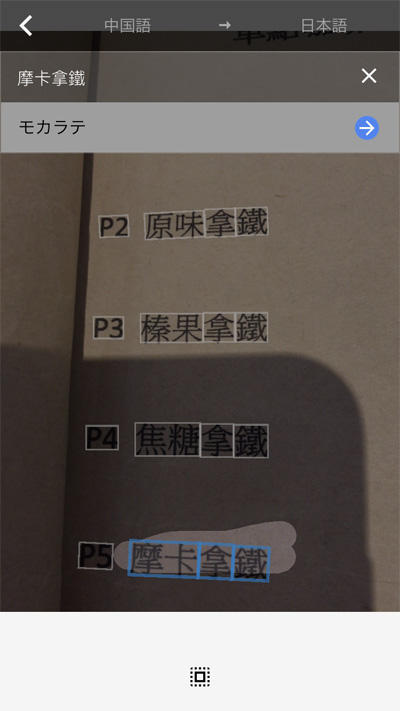 中国語 → 日本語
摩卡拿鐵
モカラテ
P2 原味拿鐵
P3 榛果拿鐵
P4 焦糖拿鐵
P5 摩卡拿鐵